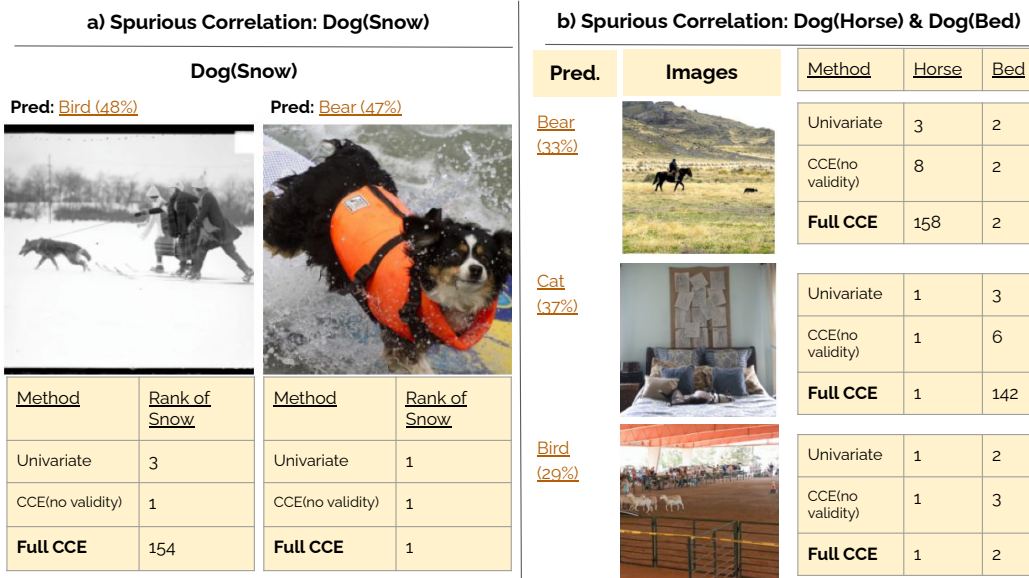 a) Spurious Correlation: Dog(Snow)
Dog(Snow)
Pred: Bird (48%)
Pred: Bear (47%)
Method Rank of
Snow
Univariate 3
CCE(no validity) 1
Full CCE 154
Method Rank of
Snow
Univariate 1
CCE(no validity) 1
Full CCE 1
b) Spurious Correlation: Dog(Horse) & Dog(Bed)
Pred. Images Method Horse Bed
Bear
(33%)
Univariate 3 2
CCE(no
validity) 8 2
Full CCE 158 2
Cat
(37%)
Univariate 1 3
CCE(no
validity) 1 6
Full CCE 1 142
Bird
(29%)
Univariate 1 2
CCE(no
validity) 1 3
Full CCE 1 2